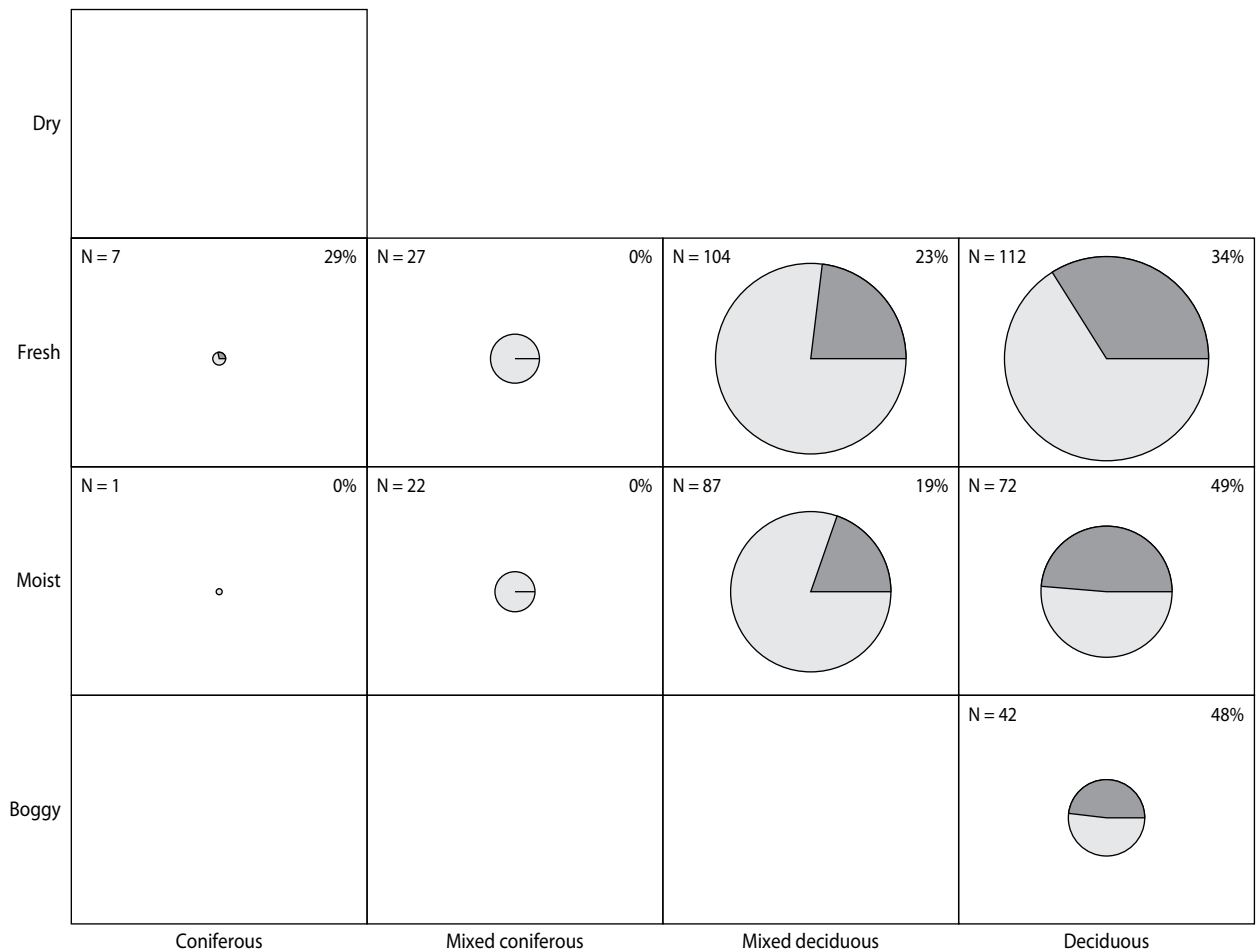 Dry
N = 7 29% N = 27 0% N = 104 23% N = 112 34%
Fresh
N = 1 0% N = 22 0% N = 87 19% N = 72 49%
Moist
N = 42 48%
Boggy
Coniferous Mixed coniferous Mixed deciduous Deciduous